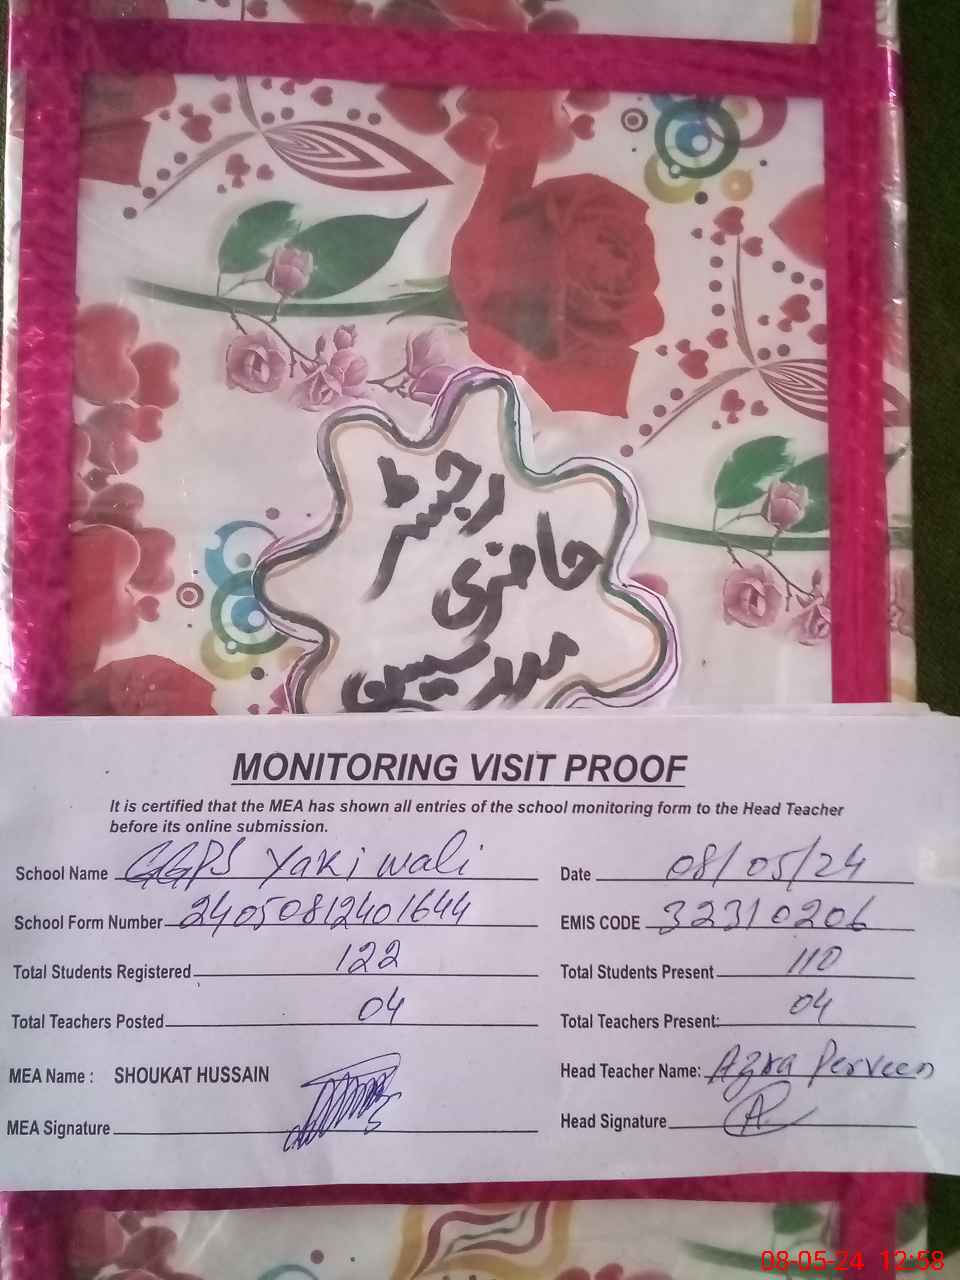 رجسٹر
حاضری
مدرسین
MONITORING VISIT PROOF
It is certified that the MEA has shown all entries of the school monitoring form to the Head Teacher
before its online submission.
School Name GGPS Yaki wali Date 08/05/24
School Form Number 24050812401644 EMIS CODE 32310206
Total Students Registered 122 Total Students Present 110
Total Teachers Posted 04 Total Teachers Present: 04
MEA Name : SHOUKAT HUSSAIN Head Teacher Name: Azra Perveen
MEA Signature Head Signature A
08-05-24 12:58